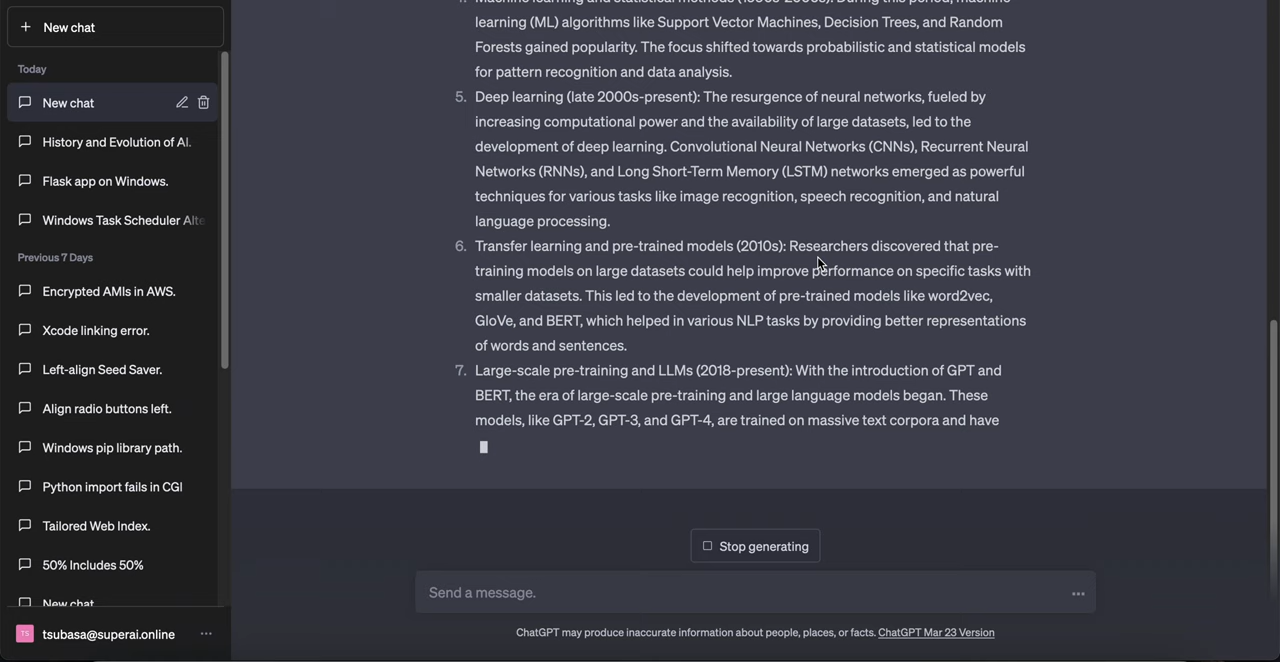 New chat
Today
New chat
History and Evolution of AI.
Flask app on Windows.
Windows Task Scheduler Alte
Previous 7 Days
Encrypted AMIs in AWS.
Xcode linking error.
Left-align Seed Saver.
Align radio buttons left.
Windows pip library path.
Python import fails in CGI
Tailored Web Index.
50% Includes 50%
New chat
TS tsubasa@superai.online
Machine learning and statistical methods (1990s-2000s): During this period, machine
learning (ML) algorithms like Support Vector Machines, Decision Trees, and Random
Forests gained popularity. The focus shifted towards probabilistic and statistical models
for pattern recognition and data analysis.
5. Deep learning (late 2000s-present): The resurgence of neural networks, fueled by
increasing computational power and the availability of large datasets, led to the
development of deep learning. Convolutional Neural Networks (CNNs), Recurrent Neural
Networks (RNNs), and Long Short-Term Memory (LSTM) networks emerged as powerful
techniques for various tasks like image recognition, speech recognition, and natural
language processing.
6. Transfer learning and pre-trained models (2010s): Researchers discovered that pre-
training models on large datasets could help improve performance on specific tasks with
smaller datasets. This led to the development of pre-trained models like word2vec,
GloVe, and BERT, which helped in various NLP tasks by providing better representations
of words and sentences.
7. Large-scale pre-training and LLMs (2018-present): With the introduction of GPT and
BERT, the era of large-scale pre-training and large language models began. These
models, like GPT-2, GPT-3, and GPT-4, are trained on massive text corpora and have
Stop generating
Send a message.
ChatGPT may produce inaccurate information about people, places, or facts. ChatGPT Mar 23 Version